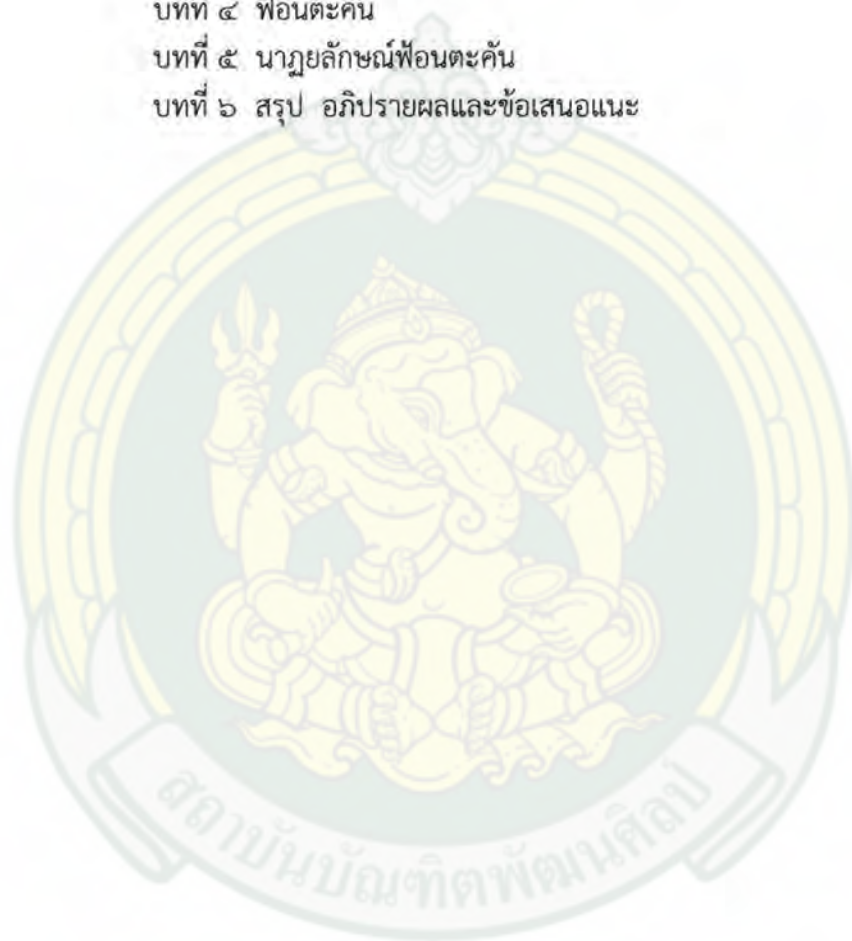 บทที่ ๔ ฟ้อนตะคัน
บทที่ ๕ นาฏยลักษณ์ฟ้อนตะคัน
บทที่ ๖ สรุป อภิปรายผลและข้อเสนอแนะ
สถาบันบัณฑิตพัฒนศิลป์